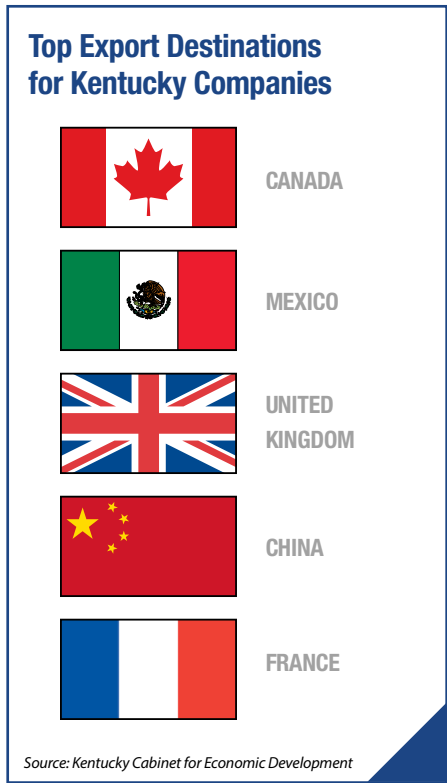 Top Export Destinations
for Kentucky Companies
CANADA
MEXICO
UNITED
KINGDOM
CHINA
FRANCE
Source: Kentucky Cabinet for Economic Development